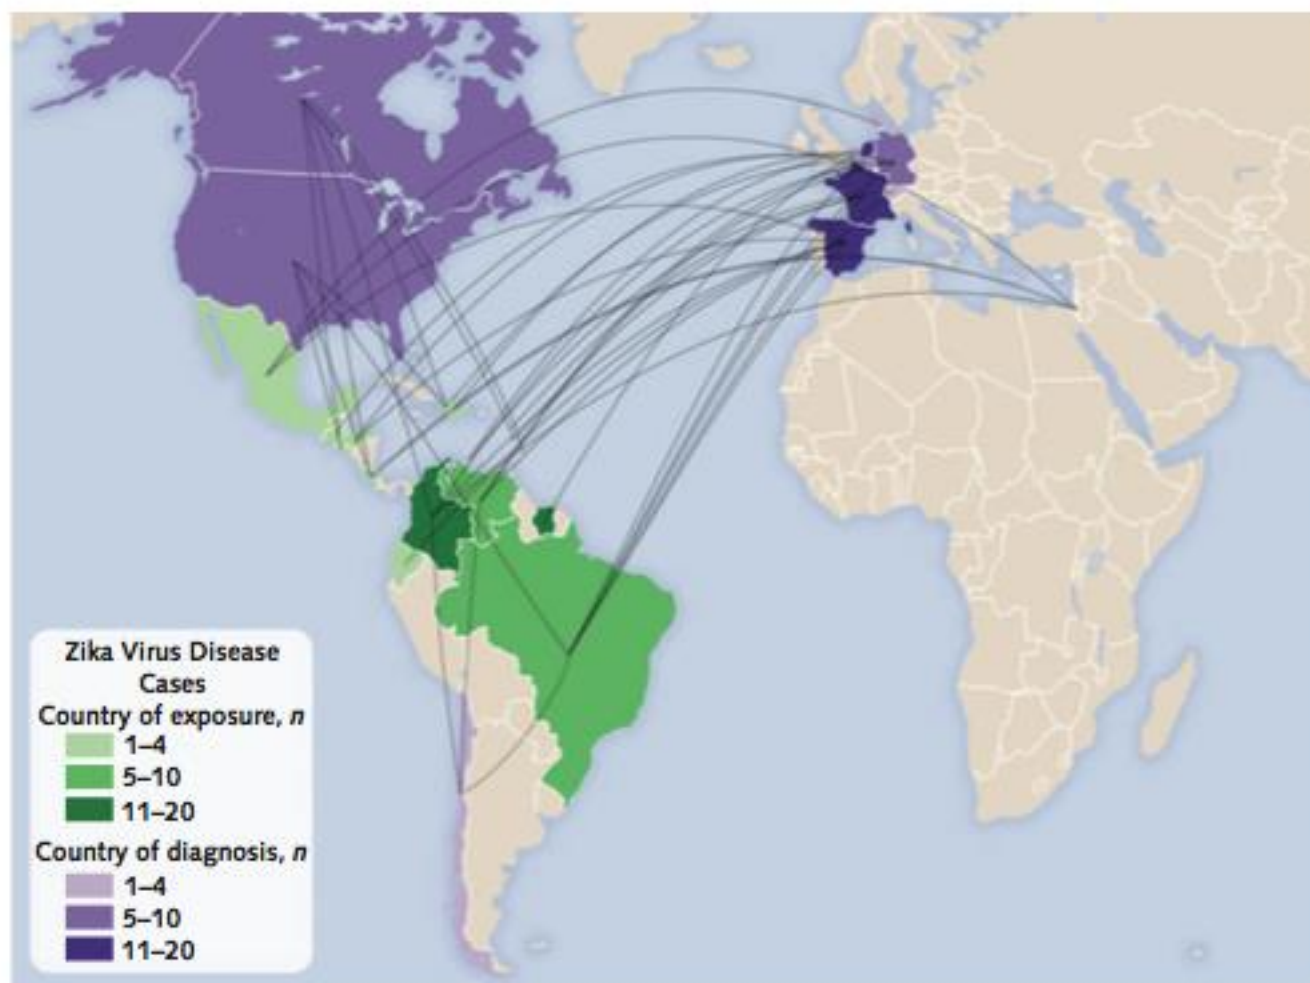 Zika Virus Disease
Cases
Country of exposure, n
1–4
5–10
11–20
Country of diagnosis, n
1–4
5–10
11–20